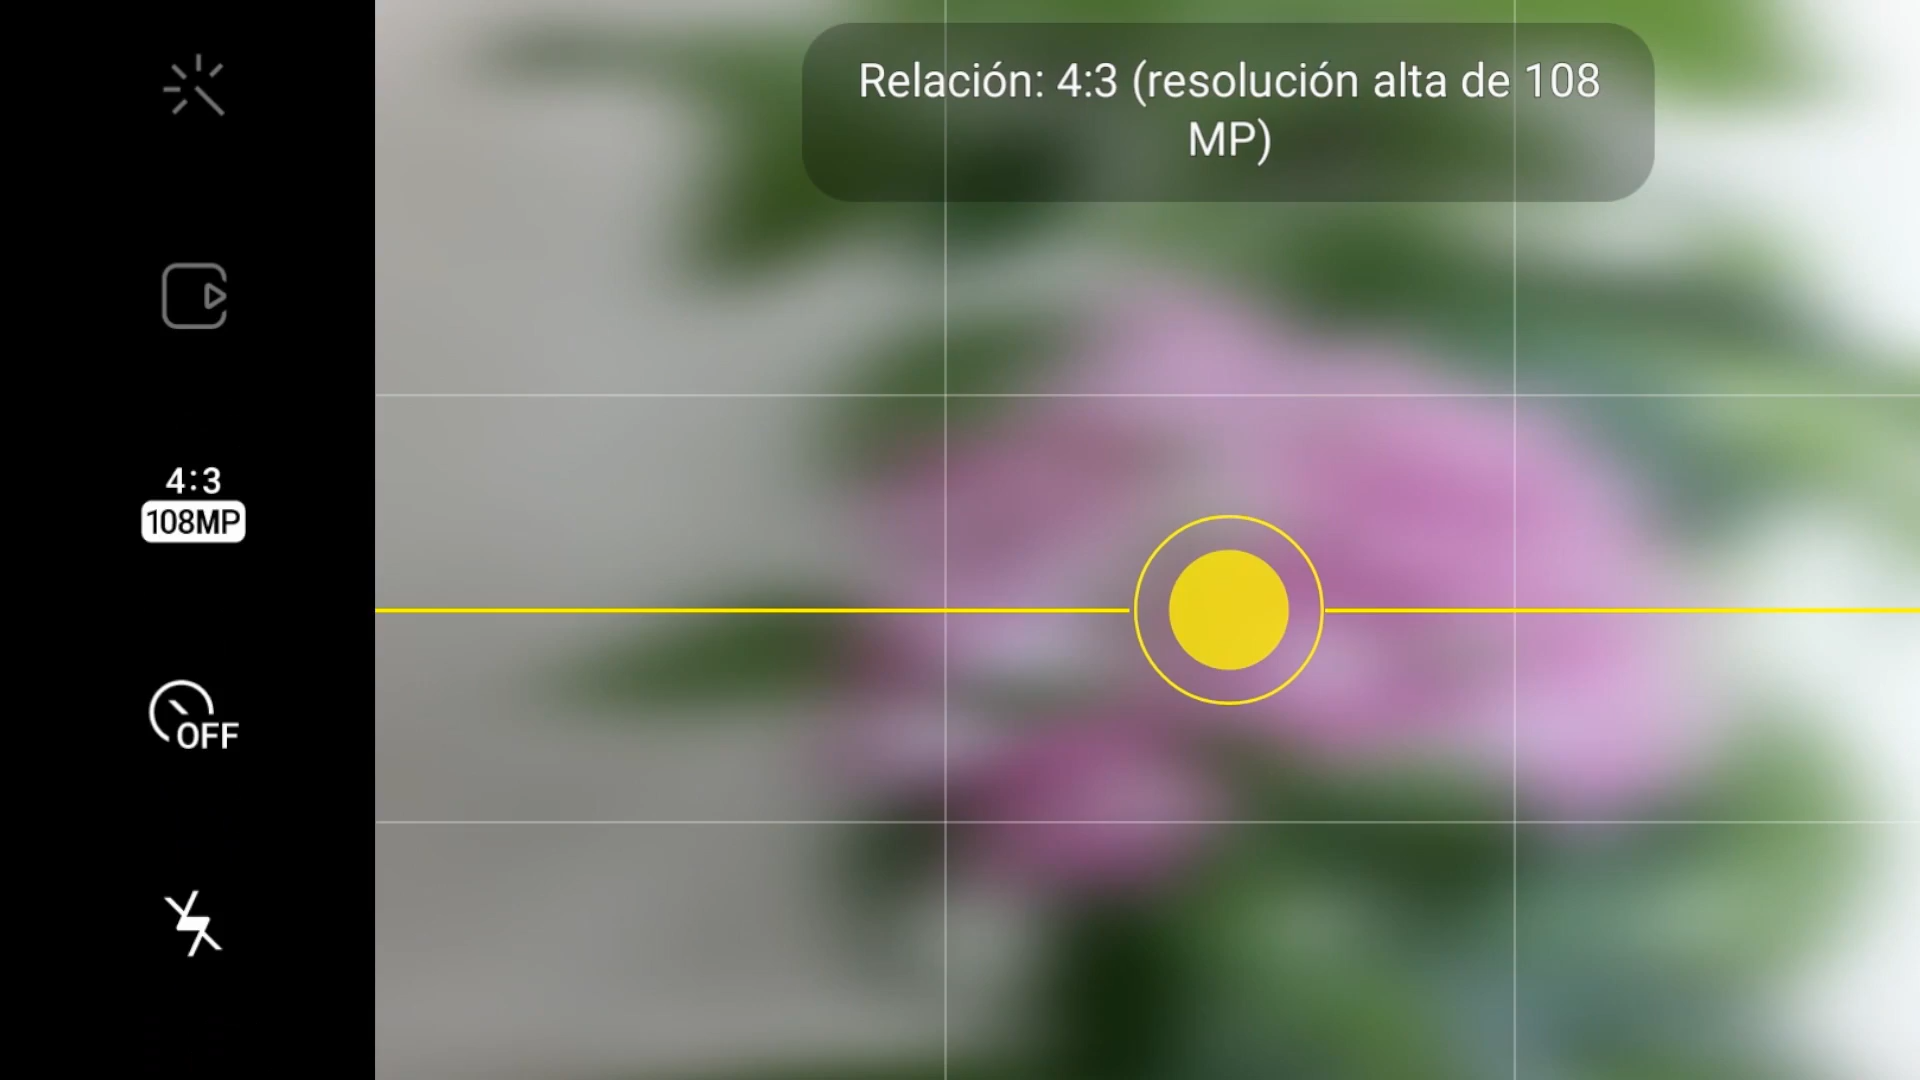 Relación: 4:3 (resolución alta de 108
MP)
4:3
108MP
OFF